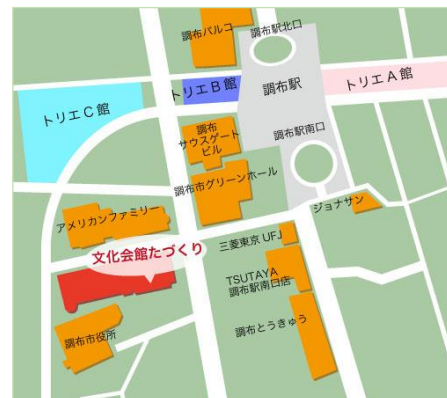 調布パルコ
調布駅北口
トリエB館
調布駅
トリエA館
トリエC館
調布
サウスゲート
ビル
調布駅南口
調布市グリーンホール
アメリカンファミリー
ジョナサン
三菱東京UFJ
文化会館たづくり
TSUTAYA
調布駅南口店
調布市役所
調布とうきゅう